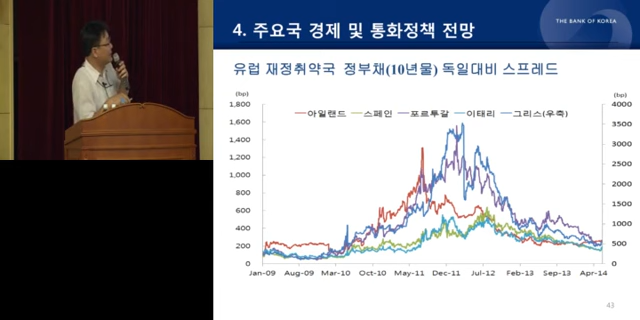 4. 주요국 경제 및 통화정책 전망
THE BANK OF KOREA
유럽 재정취약국 정부채(10년물) 독일대비 스프레드
(bp)
(bp)
아일랜드 스페인 포르투갈 이태리 그리스(우축)
1,800
1,600
1,400
1,200
1,000
800
600
400
200
0
4000
3500
3000
2500
2000
1500
1000
500
0
Jan-09 Aug-09 Mar-10 Oct-10 May-11 Dec-11 Jul-12 Feb-13 Sep-13 Apr-14
43